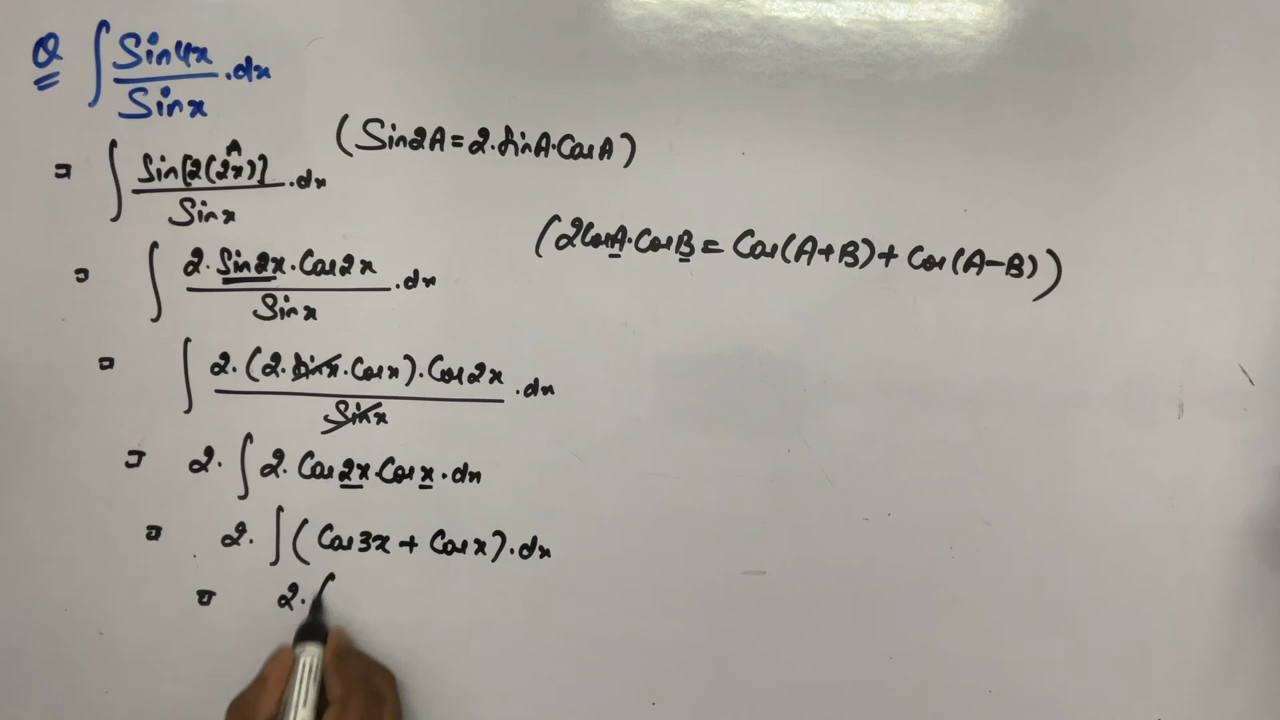 Q ∫ Sin4x / Sinx .dx
= ∫ Sin[2(2x)] / Sinx .dx (Sin2A = 2.SinA.CosA)
A
= ∫ 2.Sin2x.Cos2x / Sinx .dx (2CosA.CosB = Cos(A+B) + Cos(A-B))
= ∫ 2.(2.Sinx.Cosx).Cos2x / Sinx .dx
= 2.∫ 2.Cos2x.Cosx.dx
= 2.∫(Cos3x + Cosx).dx
= 2.∫